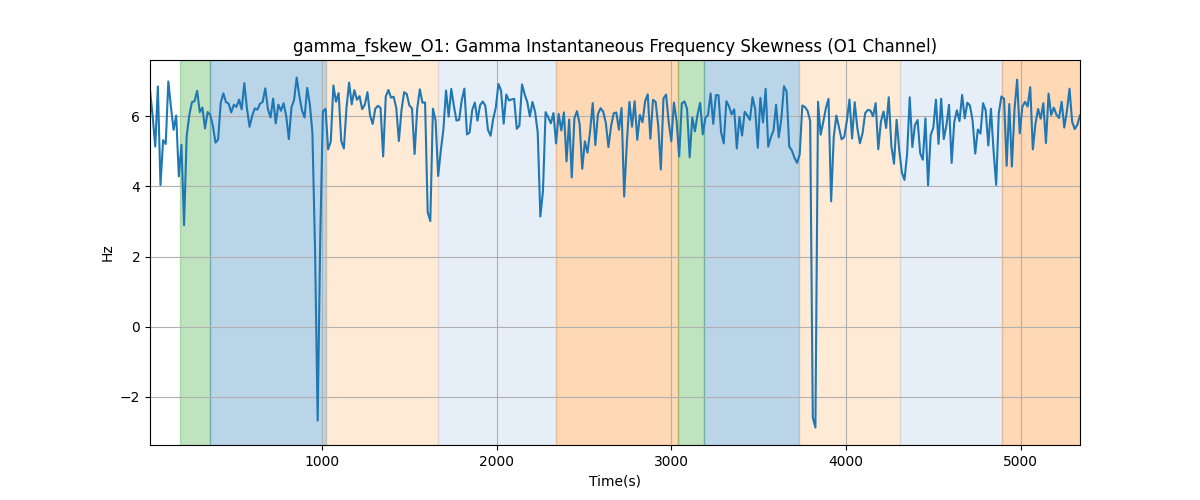 gamma_fskew_O1: Gamma Instantaneous Frequency Skewness (O1 Channel)
6
4
2
0
−2
Hz
1000 2000 3000 4000 5000
Time(s)